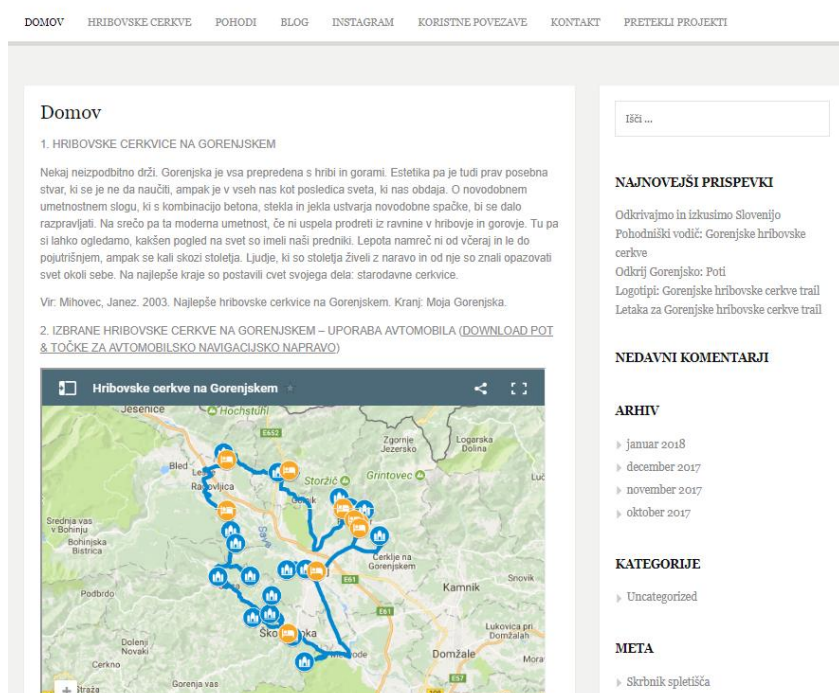 DOMOV HRIBOVSKE CERKVE POHODI BLOG INSTAGRAM KORISTNE POVEZAVE KONTAKT PRETEKLI PROJEKTI
Domov
1. HRIBOVSKE CERKVICE NA GORENJSKEM
Nekaj neizpodbitno drži. Gorenjska je vsa prepredena s hribi in gorami. Estetika pa je tudi prav posebna
stvar, ki se je ne da naučiti, ampak je v vseh nas kot posledica sveta, ki nas obdaja. O novodobnem
umetnostnem slogu, ki s kombinacijo betona, stekla in jekla ustvarja novodobne spačke, bi se dalo
razpravljati. Na srečo pa ta moderna umetnost, če ni uspela prodreti iz ravnine v hribovje in gorovje. Tu pa
si lahko ogledamo, kakšen pogled na svet so imeli naši predniki. Lepota namreč ni od včeraj in le do
pojutrišnjem, ampak se kali skozi stoletja. Ljudje, ki so stoletja živeli z naravo in od nje so znali opazovati
svet okoli sebe. Na najlepše kraje so postavili cvet svojega dela: starodavne cerkvice.
Vir: Mihovec, Janez. 2003. Najlepše hribovske cerkvice na Gorenjskem. Kranj: Moja Gorenjska.
2. IZBRANE HRIBOVSKE CERKVE NA GORENJSKEM – UPORABA AVTOMOBILA (DOWNLOAD POT
& TOČKE ZA AVTOMOBILSKO NAVIGACIJSKO NAPRAVO)
Hribovske cerkve na Gorenjskem
Jesenice
Hochstuhl
E652
Zgornje
Jezersko
Logarska
Dolina
Bled
Storžič
Grintovec
Luč
Radovljica
Srednja vas
v Bohinju
Bohinjska
Bistrica
Sava
Cerklje na
Gorenjskem
E61
Kamnik
Snovik
Podbrdo
E61
Lukovica pri
Domžalah
Dolenji
Novaki
Cerkno
Domžale
Mora
E57
Straža
Gorenja vas
+
Išči ...
NAJNOVEJŠI PRISPEVKI
Odkrivajmo in izkusimo Slovenijo
Pohodniški vodič: Gorenjske hribovske
cerkve
Odkrij Gorenjsko: Poti
Logotipi: Gorenjske hribovske cerkve trail
Letaka za Gorenjske hribovske cerkve trail
NEDAVNI KOMENTARJI
ARHIV
januar 2018
december 2017
november 2017
oktober 2017
KATEGORIJE
Uncategorized
META
Skrbnik spletišča